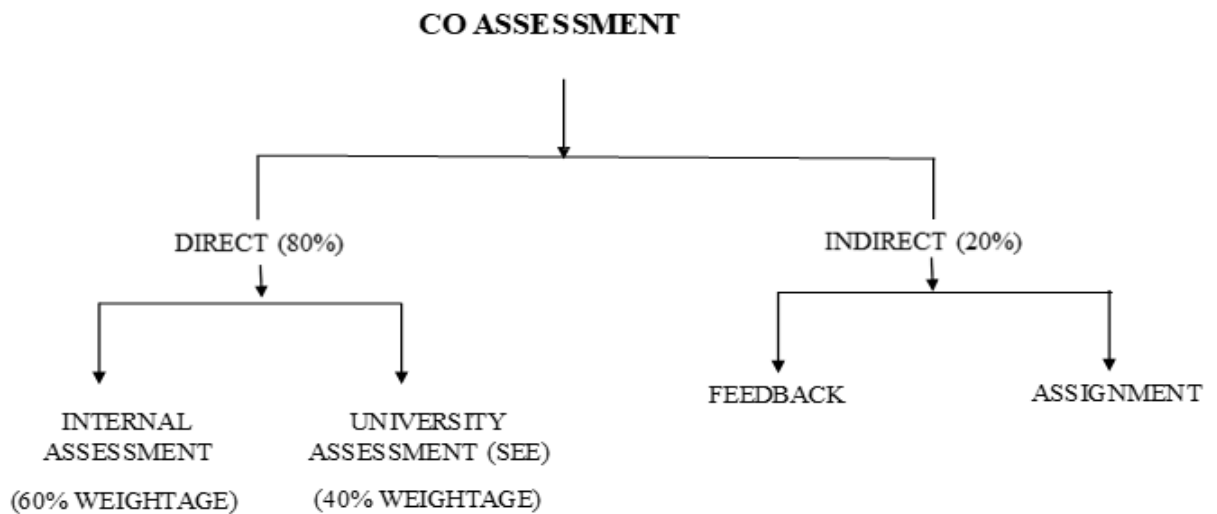 CO ASSESSMENT
DIRECT (80%)
INDIRECT (20%)
INTERNAL
ASSESSMENT
(60% WEIGHTAGE)
UNIVERSITY
ASSESSMENT (SEE)
(40% WEIGHTAGE)
FEEDBACK
ASSIGNMENT